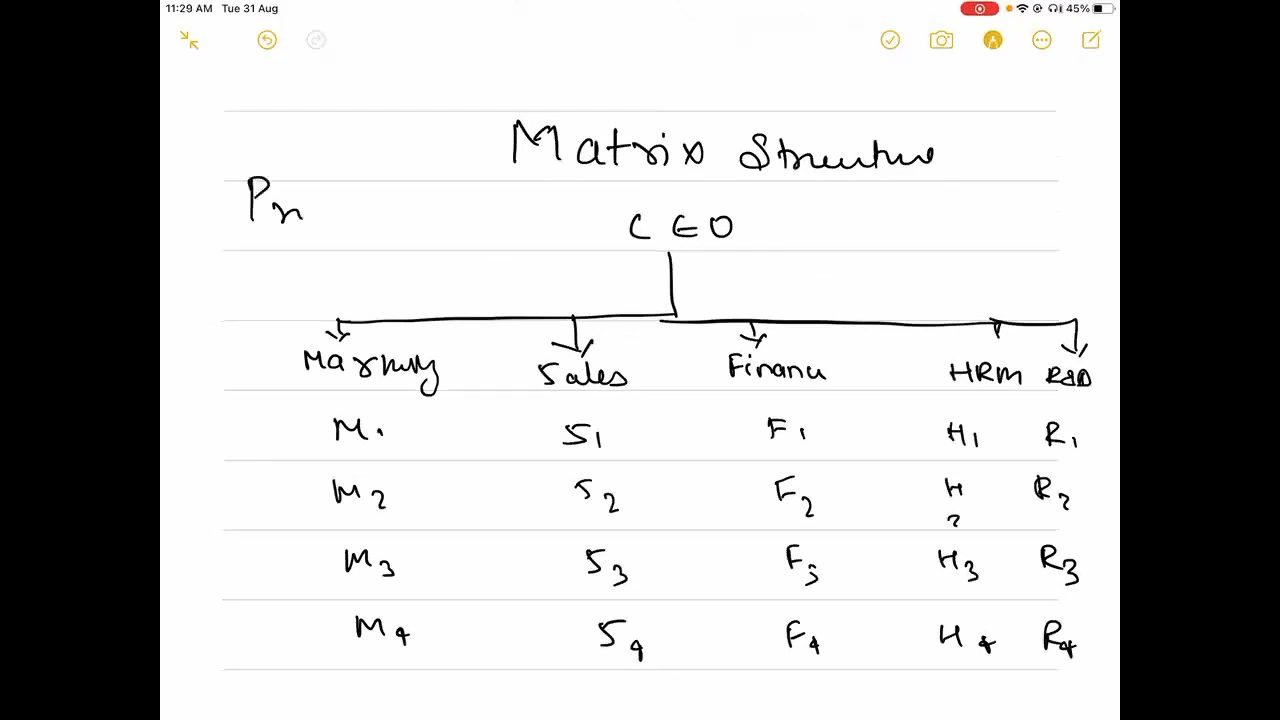 11:29 AM Tue 31 Aug 45%
Matrix Structure
Pr
CEO
Marketing Sales Finance HRM R&D
M1 S1 F1 H1 R1
M2 S2 F2 H2 R2
M3 S3 F3 H3 R3
M4 S4 F4 H4 R4